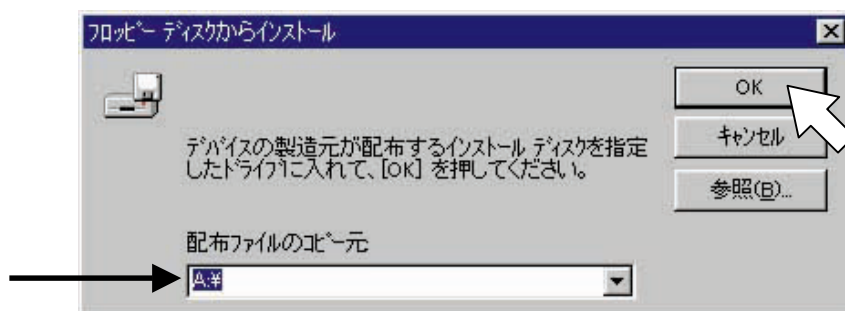 フロッピー ディスクからインストール
OK
デバイスの製造元が配布するインストール ディスクを指定
したドライブに入れて、[OK] を押してください。
キャンセル
参照(B)...
配布ファイルのコピー元:
A:¥